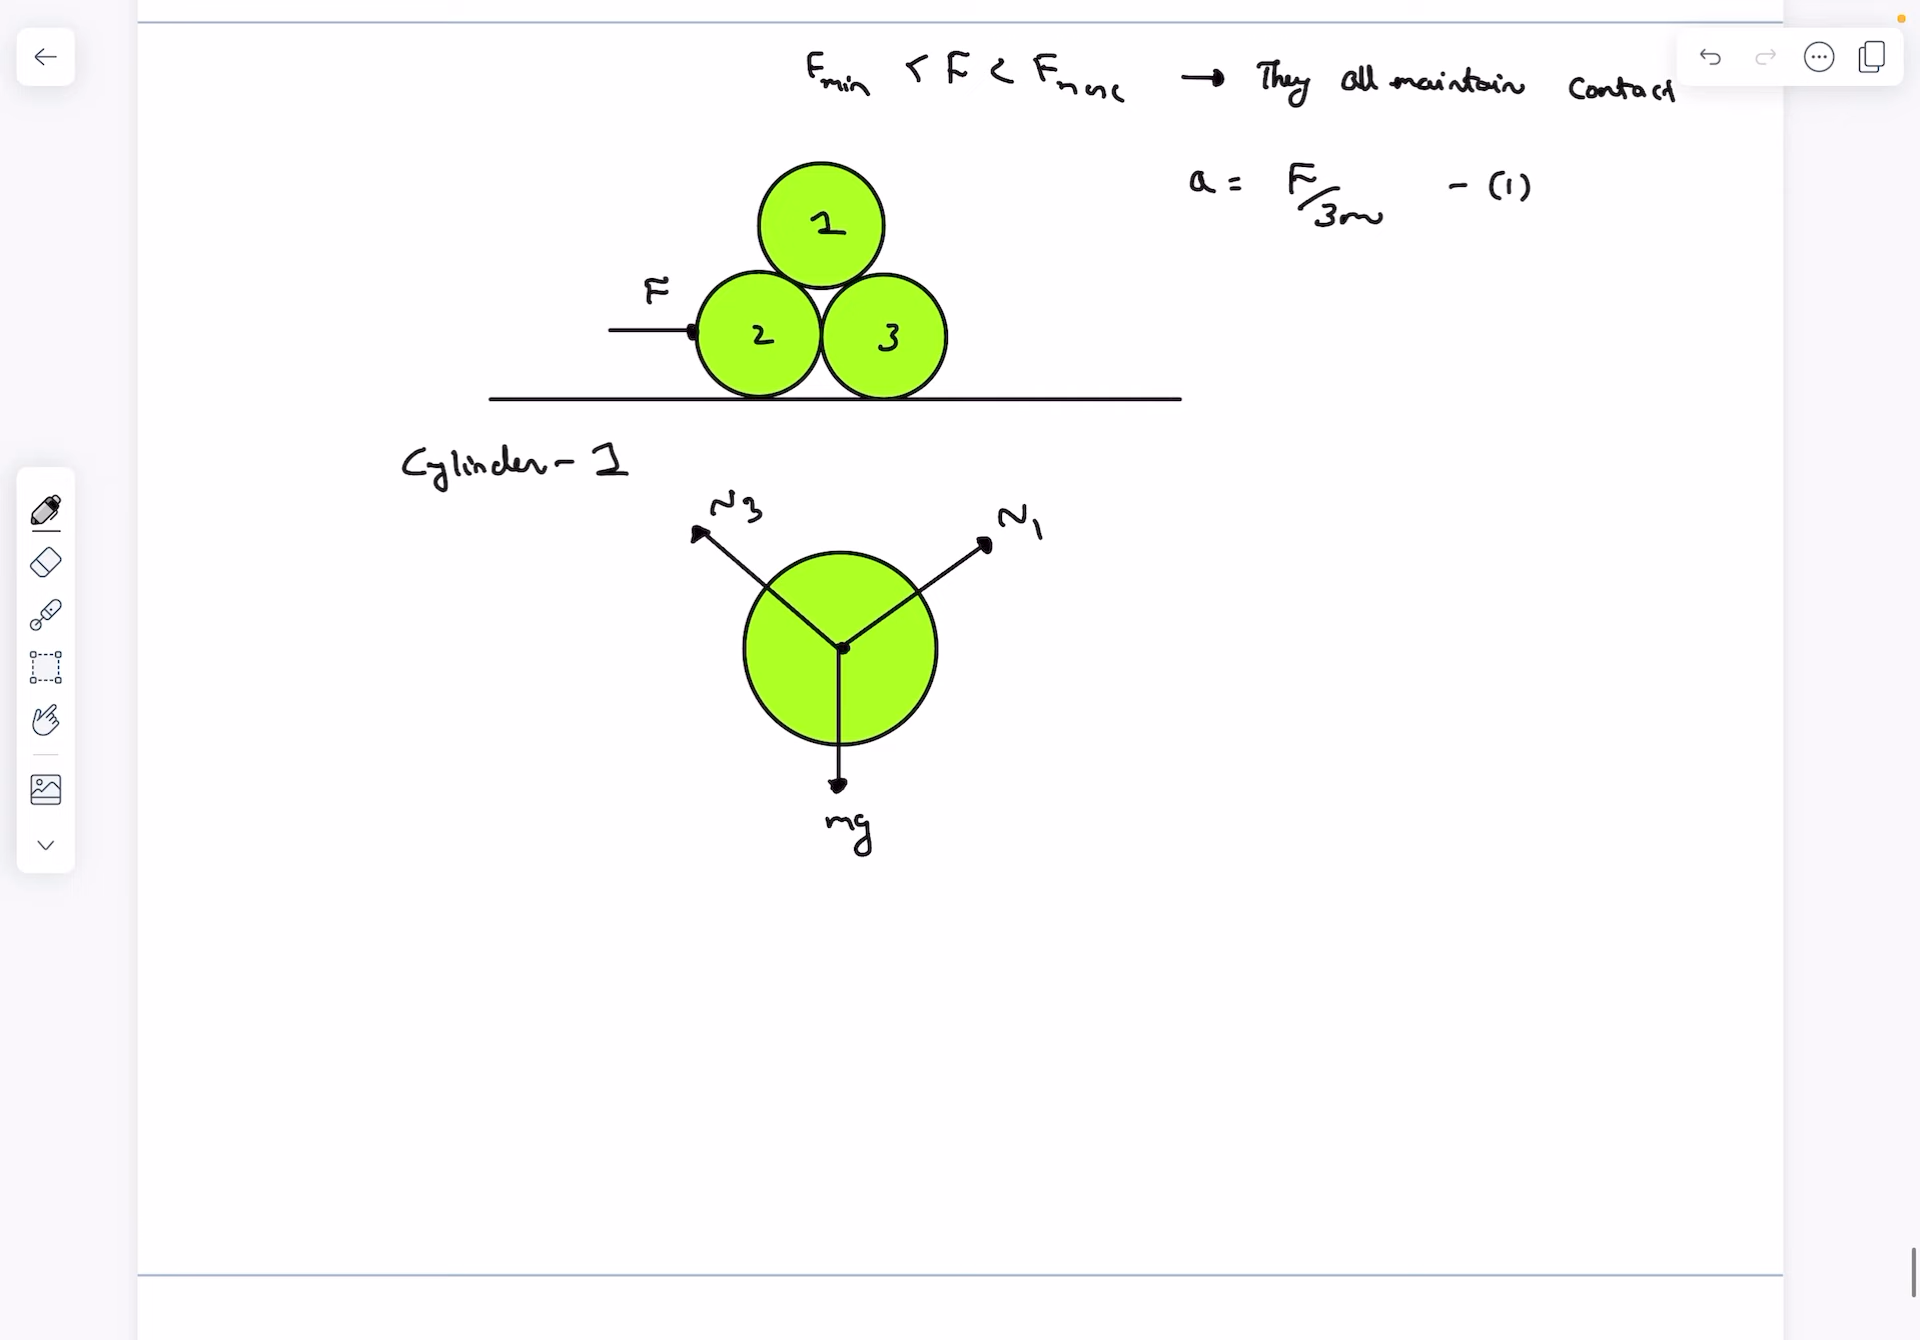 Fmin < F < Fmax → They all maintain contact
a = F/3m - (1)
1
F
2 3
Cylinder - 1
N3 N1
mg